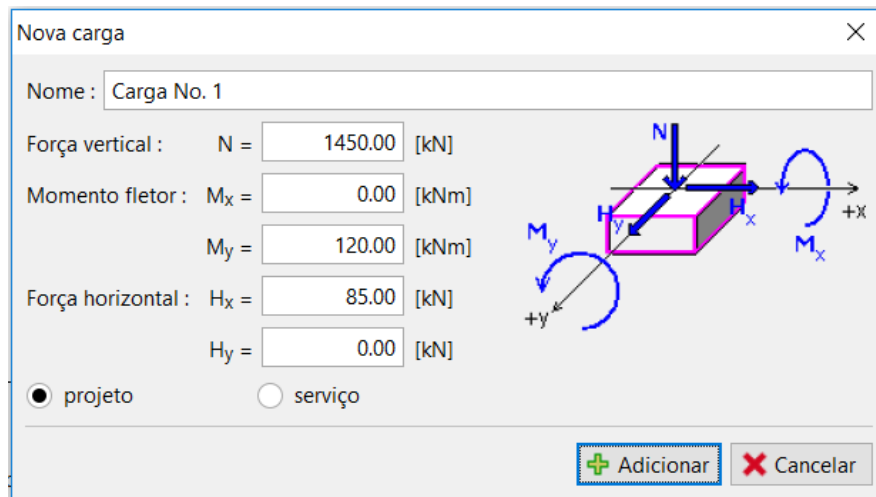 Nova carga
Nome : Carga No. 1
Força vertical : N = 1450.00 [kN]
Momento fletor : Mx = 0.00 [kNm]
My = 120.00 [kNm]
Força horizontal : Hx = 85.00 [kN]
Hy = 0.00 [kN]
N
Hy Hx +x
My Mx
+y
projeto serviço
Adicionar Cancelar